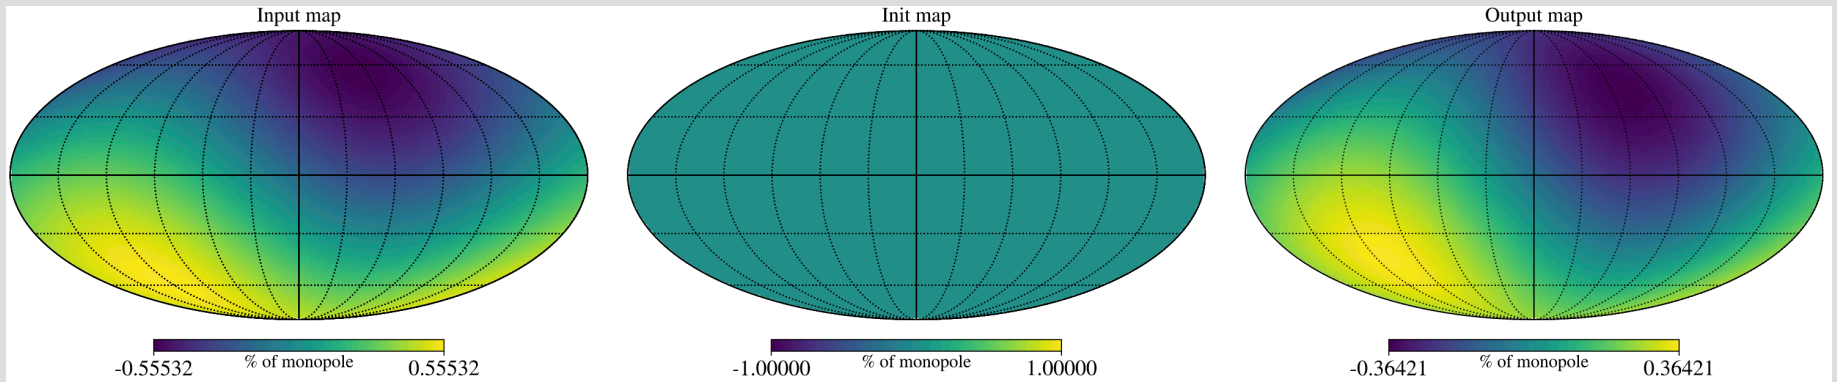 Input map
Init map
Output map
% of monopole
-0.55532 0.55532
% of monopole
-1.00000 1.00000
% of monopole
-0.36421 0.36421